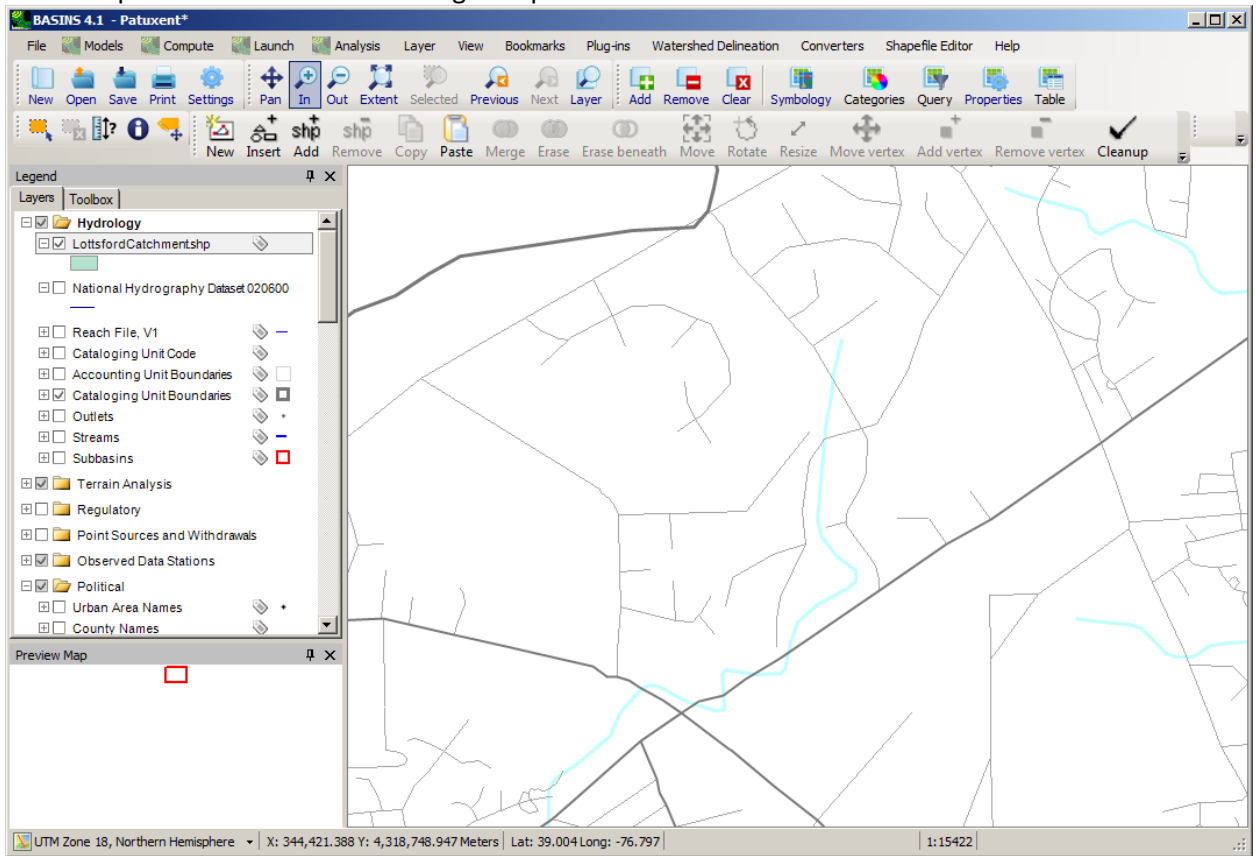 BASINS 4.1 - Patuxent*
File Models Compute Launch Analysis Layer View Bookmarks Plug-ins Watershed Delineation Converters Shapefile Editor Help
New Open Save Print Settings Pan In Out Extent Selected Previous Next Layer Add Remove Clear Symbology Categories Query Properties Table
New Insert Add Remove Copy Paste Merge Erase Erase beneath Move Rotate Resize Move vertex Add vertex Remove vertex Cleanup
Legend
Layers Toolbox
Hydrology
LottsfordCatchment.shp
National Hydrography Dataset 020600
Reach File, V1
Cataloging Unit Code
Accounting Unit Boundaries
Cataloging Unit Boundaries
Outlets
Streams
Subbasins
Terrain Analysis
Regulatory
Point Sources and Withdrawals
Observed Data Stations
Political
Urban Area Names
County Names
Preview Map
UTM Zone 18, Northern Hemisphere X: 344,421.388 Y: 4,318,748.947 Meters Lat: 39.004 Long: -76.797 1:15422